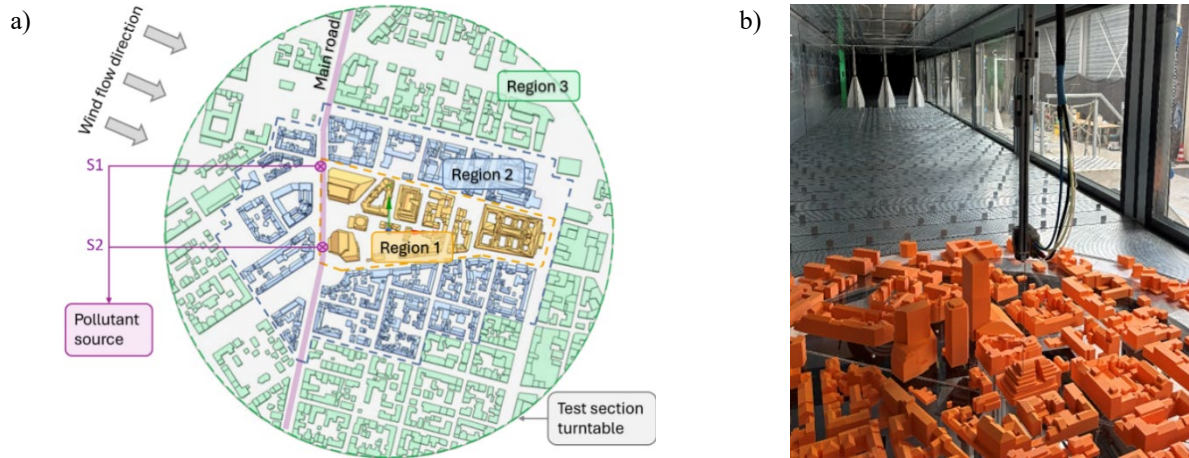 a)
b)
Wind flow direction
Main road
Region 3
S1
Region 2
S2
Region 1
Pollutant
source
Test section
turntable